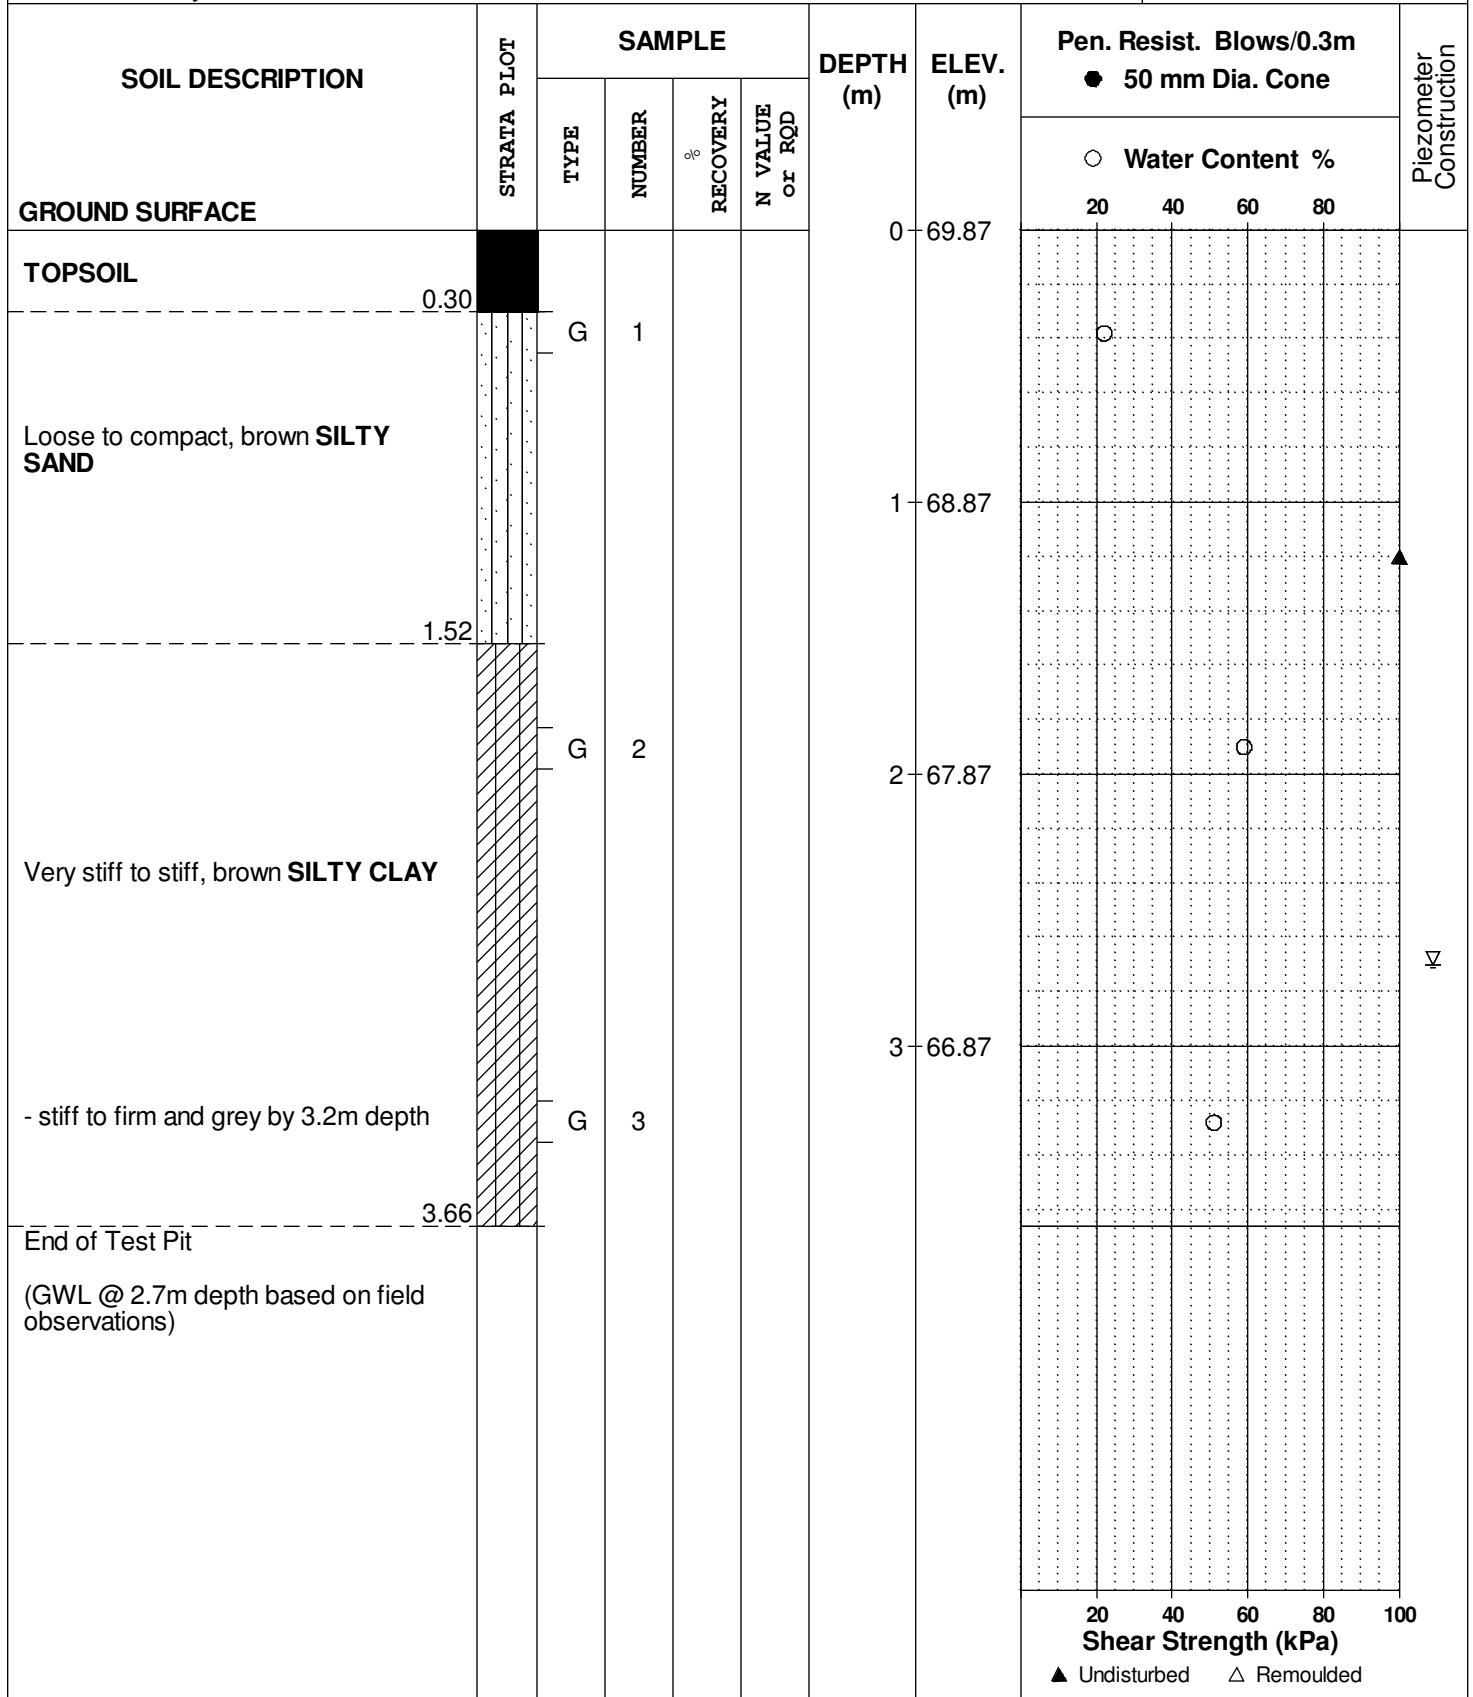 SOIL DESCRIPTION
GROUND SURFACE
STRATA PLOT
SAMPLE
TYPE
NUMBER
%
RECOVERY
N VALUE
or RQD
DEPTH
(m)
ELEV.
(m)
Pen. Resist. Blows/0.3m
● 50 mm Dia. Cone
○ Water Content %
20 40 60 80
Piezometer
Construction
0 69.87
TOPSOIL
0.30
G 1
Loose to compact, brown SILTY
SAND
1 68.87
1.52
G 2
2 67.87
Very stiff to stiff, brown SILTY CLAY
3 66.87
- stiff to firm and grey by 3.2m depth
G 3
3.66
End of Test Pit
(GWL @ 2.7m depth based on field
observations)
20 40 60 80 100
Shear Strength (kPa)
▲ Undisturbed △ Remoulded